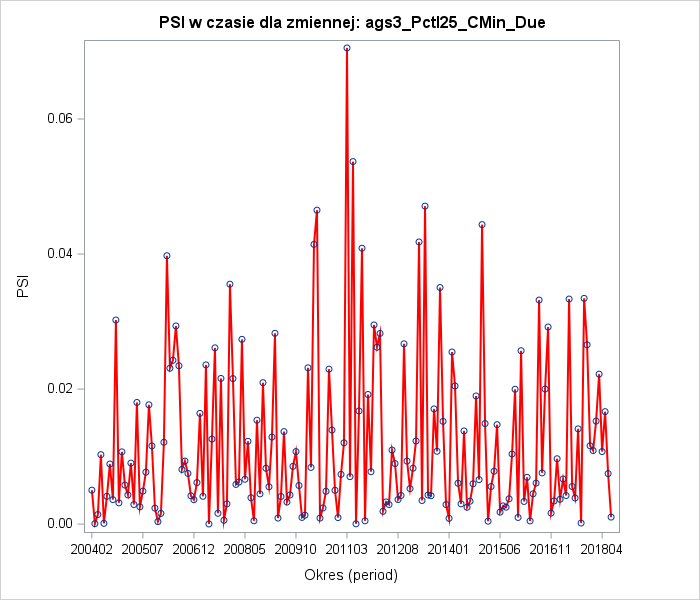 PSI w czasie dla zmiennej: ags3_Pctl25_CMin_Due
0.06
0.04
0.02
0.00
PSI
200402 200507 200612 200805 200910 201103 201208 201401 201506 201611 201804
Okres (period)